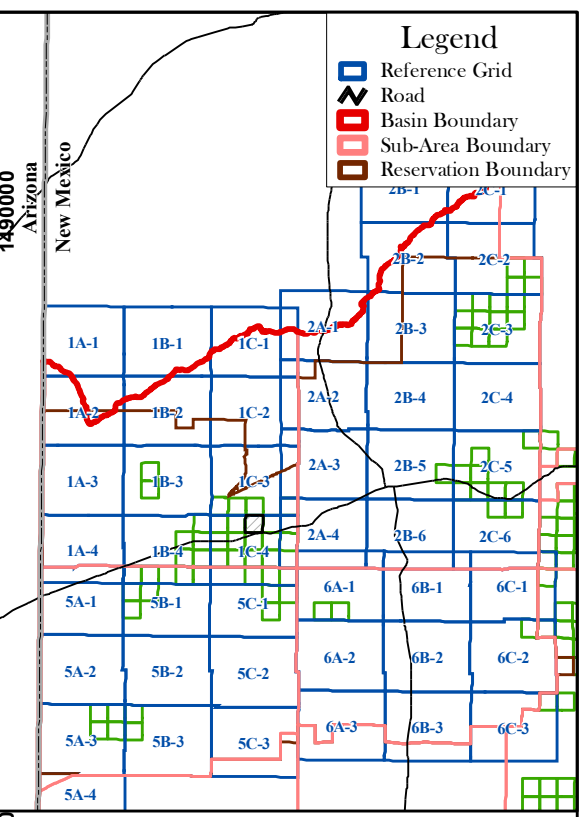 Legend
Reference Grid
Road
Basin Boundary
Sub-Area Boundary
Reservation Boundary
1490000
Arizona
New Mexico
2B-1 2C-1
2B-2 2C-2
2A-1 2B-3 2C-3
1A-1 1B-1 1C-1
2A-2 2B-4 2C-4
1A-2 1B-2 1C-2
2A-3 2B-5 2C-5
1A-3 1B-3 1C-3
2A-4 2B-6 2C-6
1A-4 1B-4 1C-4
6A-1 6B-1 6C-1
5A-1 5B-1 5C-1
6A-2 6B-2 6C-2
5A-2 5B-2 5C-2
6A-3 6B-3 6C-3
5A-3 5B-3 5C-3
5A-4